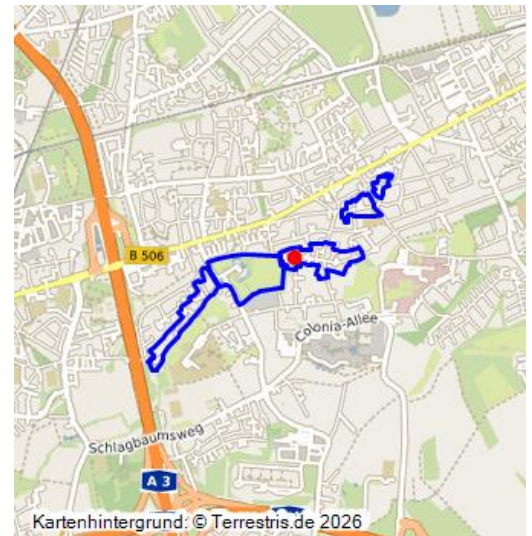 B 506
Colonia-Allee
Schlagbaumsweg
A 3
Kartenhintergrund: © Terrestris.de 2026